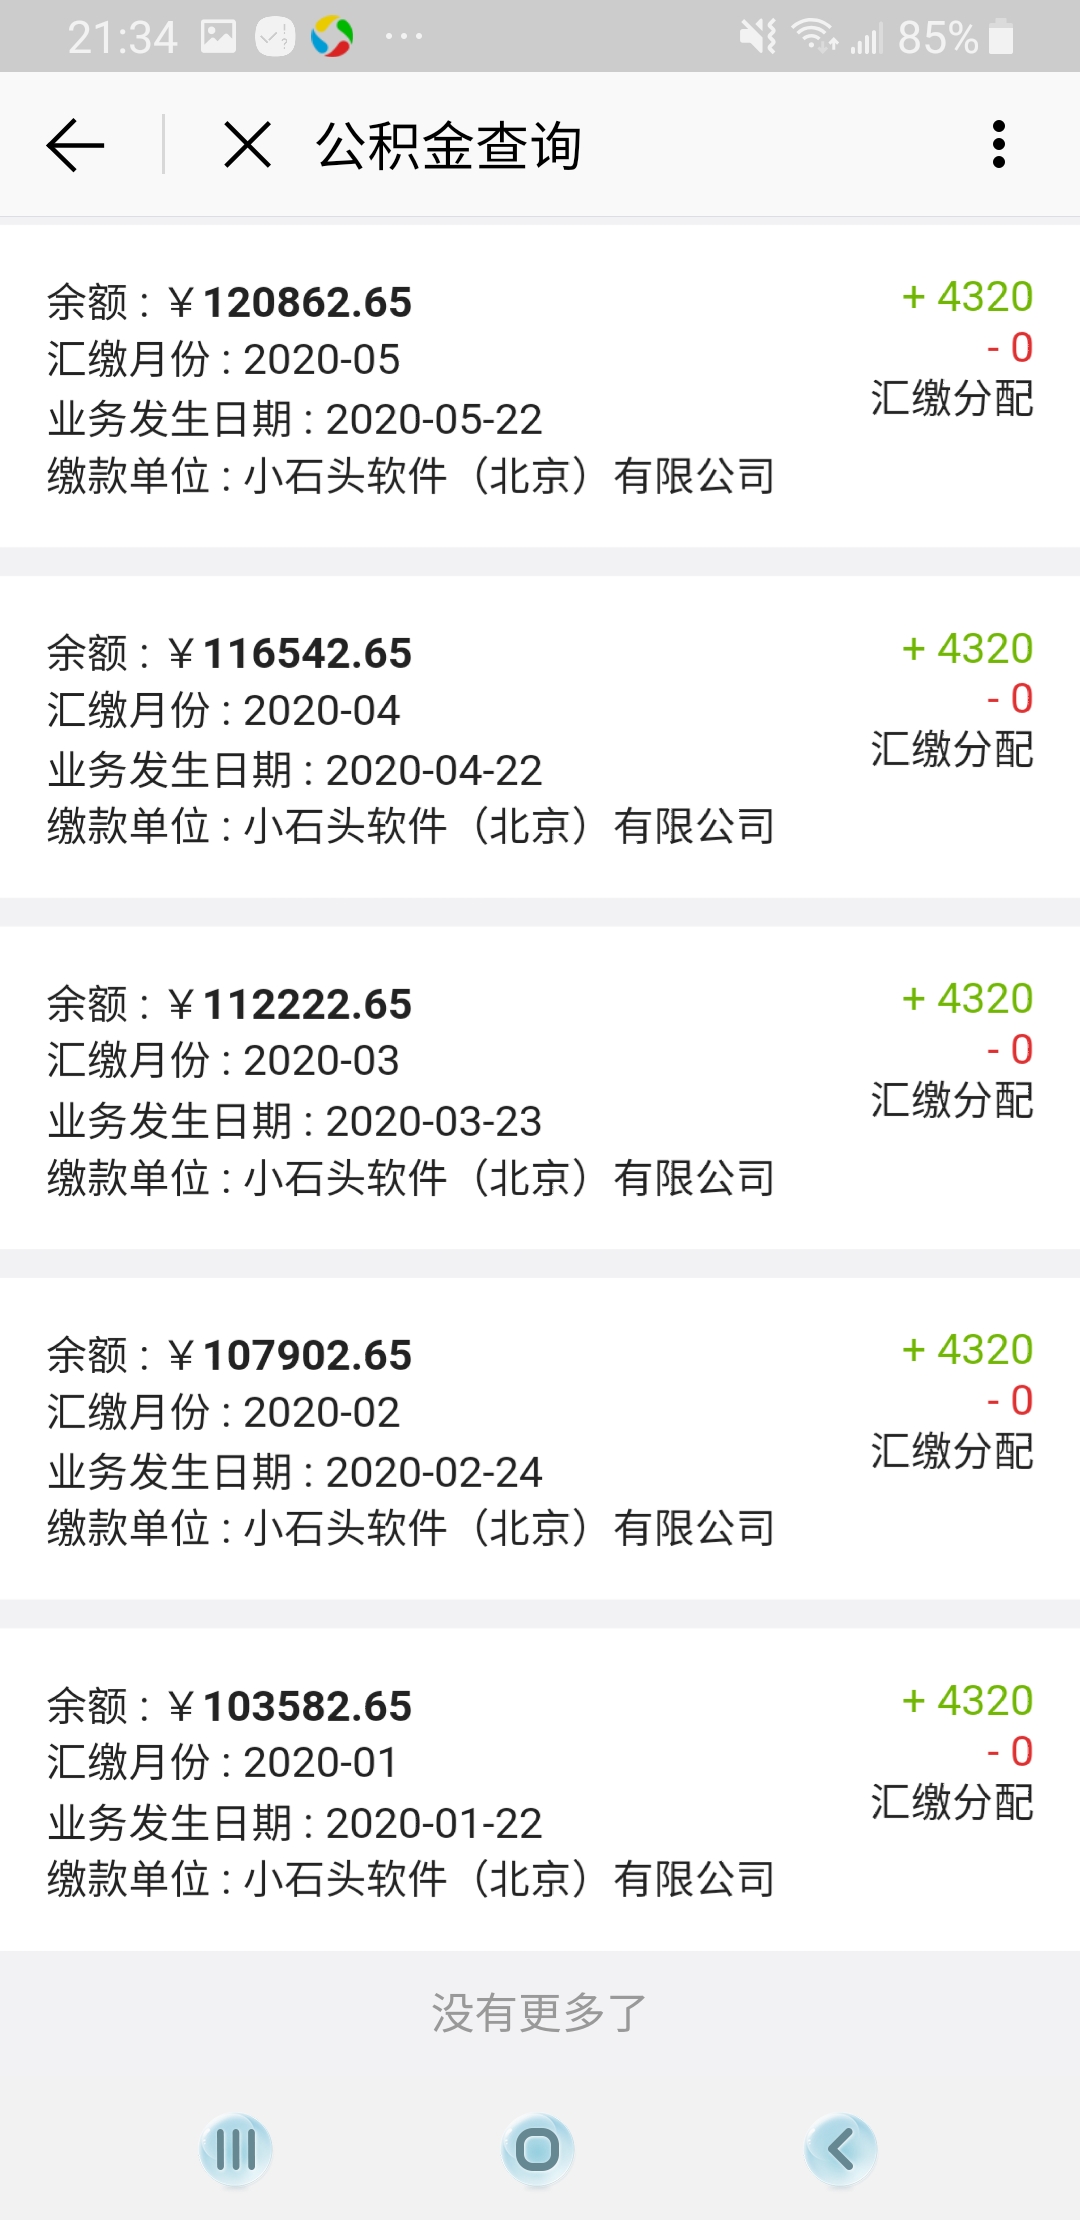 21:34 85%
公积金查询
余额 : ￥120862.65 + 4320
- 0
汇缴月份 : 2020-05
汇缴分配
业务发生日期 : 2020-05-22
缴款单位 : 小石头软件（北京）有限公司
余额 : ￥116542.65 + 4320
- 0
汇缴月份 : 2020-04
汇缴分配
业务发生日期 : 2020-04-22
缴款单位 : 小石头软件（北京）有限公司
余额 : ￥112222.65 + 4320
- 0
汇缴月份 : 2020-03
汇缴分配
业务发生日期 : 2020-03-23
缴款单位 : 小石头软件（北京）有限公司
余额 : ￥107902.65 + 4320
- 0
汇缴月份 : 2020-02
汇缴分配
业务发生日期 : 2020-02-24
缴款单位 : 小石头软件（北京）有限公司
余额 : ￥103582.65 + 4320
- 0
汇缴月份 : 2020-01
汇缴分配
业务发生日期 : 2020-01-22
缴款单位 : 小石头软件（北京）有限公司
没有更多了